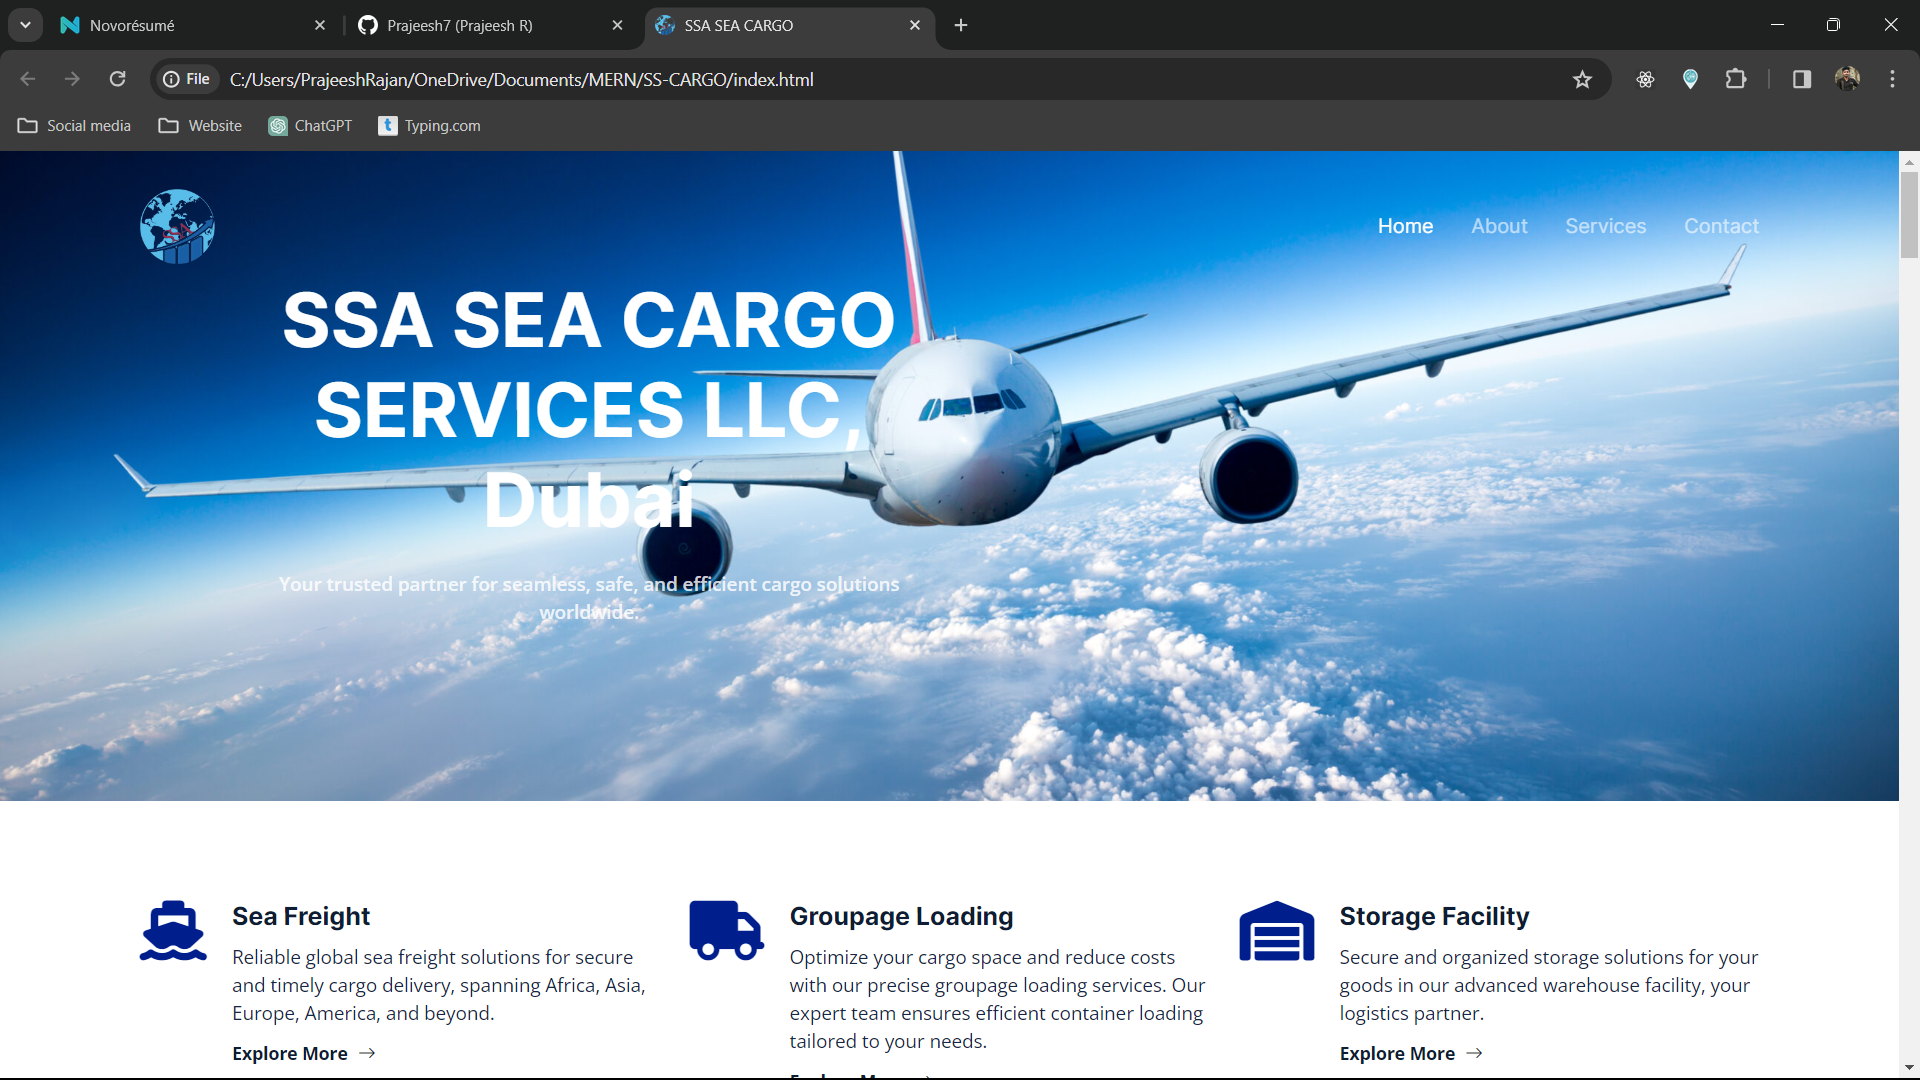 Novorésumé
Prajeesh7 (Prajeesh R)
SSA SEA CARGO
File
C:/Users/PrajeeshRajan/OneDrive/Documents/MERN/SS-CARGO/index.html
Social media
Website
ChatGPT
Typing.com
Home
About
Services
Contact
SSA SEA CARGO
SERVICES LLC,
Dubai
Your trusted partner for seamless, safe, and efficient cargo solutions
worldwide.
Sea Freight
Reliable global sea freight solutions for secure
and timely cargo delivery, spanning Africa, Asia,
Europe, America, and beyond.
Explore More
Groupage Loading
Optimize your cargo space and reduce costs
with our precise groupage loading services. Our
expert team ensures efficient container loading
tailored to your needs.
Storage Facility
Secure and organized storage solutions for your
goods in our advanced warehouse facility, your
logistics partner.
Explore More